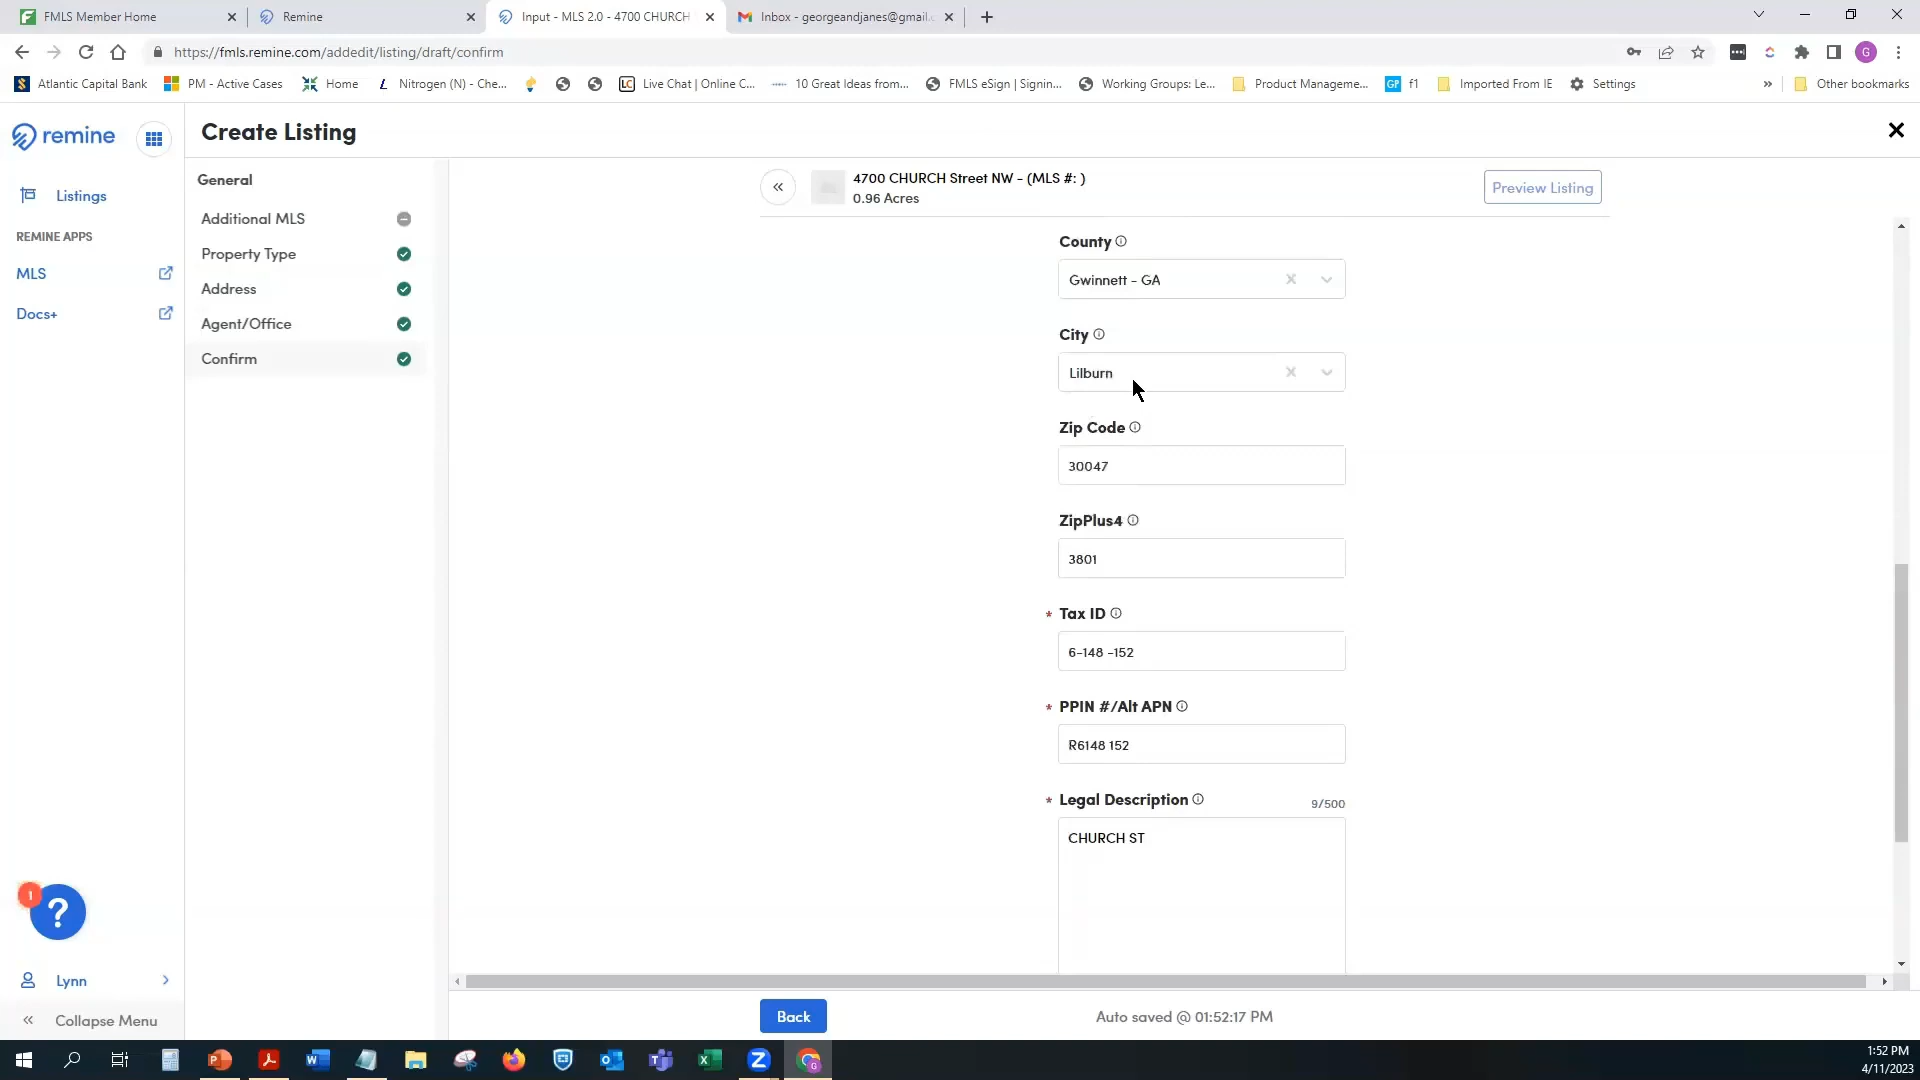 FMLS Member Home
Remine
Input - MLS 2.0 - 4700 CHURCH
Inbox - georgeandjanes@gmail.
https://fmls.remine.com/addedit/listing/draft/confirm
G
Atlantic Capital Bank
PM - Active Cases
Home
Nitrogen (N) - Che...
LC Live Chat | Online C...
10 Great Ideas from...
FMLS eSign | Signin...
Working Groups: Le...
Product Manageme...
GP f1
Imported From IE
Settings
»
Other bookmarks
remine
Create Listing
Listings
REMINE APPS
MLS
Docs+
General
Additional MLS
Property Type
Address
Agent/Office
Confirm
4700 CHURCH Street NW - (MLS #: )
0.96 Acres
Preview Listing
County
Gwinnett - GA
City
Lilburn
Zip Code
30047
ZipPlus4
3801
* Tax ID
6-148 -152
* PPIN #/Alt APN
R6148 152
* Legal Description
9/500
CHURCH ST
1
?
Lynn
Collapse Menu
Back
Auto saved @ 01:52:17 PM
1:52 PM
4/11/2023